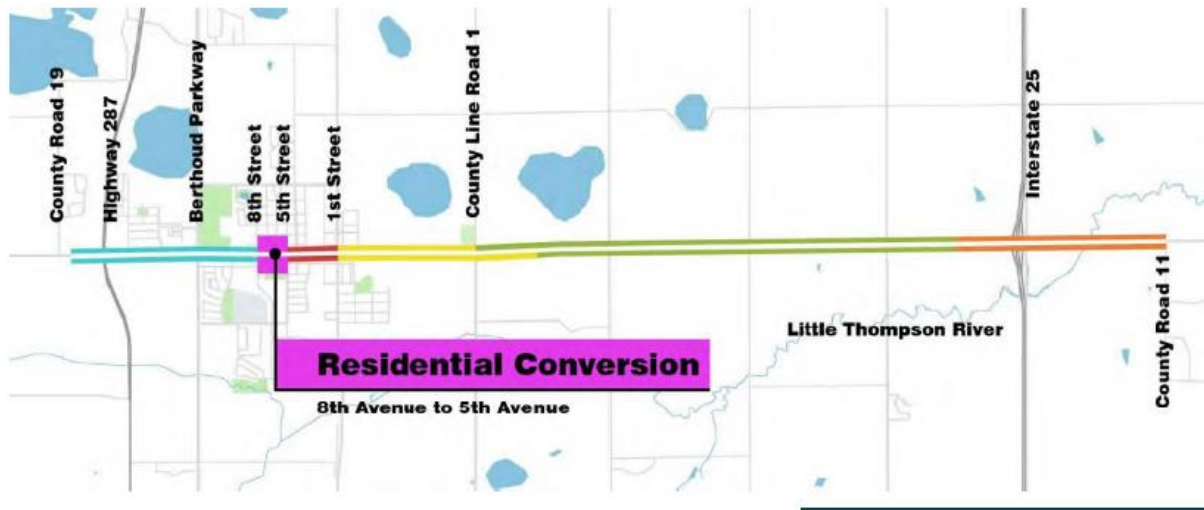 County Road 19
Highway 287
Berthoud Parkway
8th Street
5th Street
1st Street
County Line Road 1
Interstate 25
County Road 11
Little Thompson River
Residential Conversion
8th Avenue to 5th Avenue